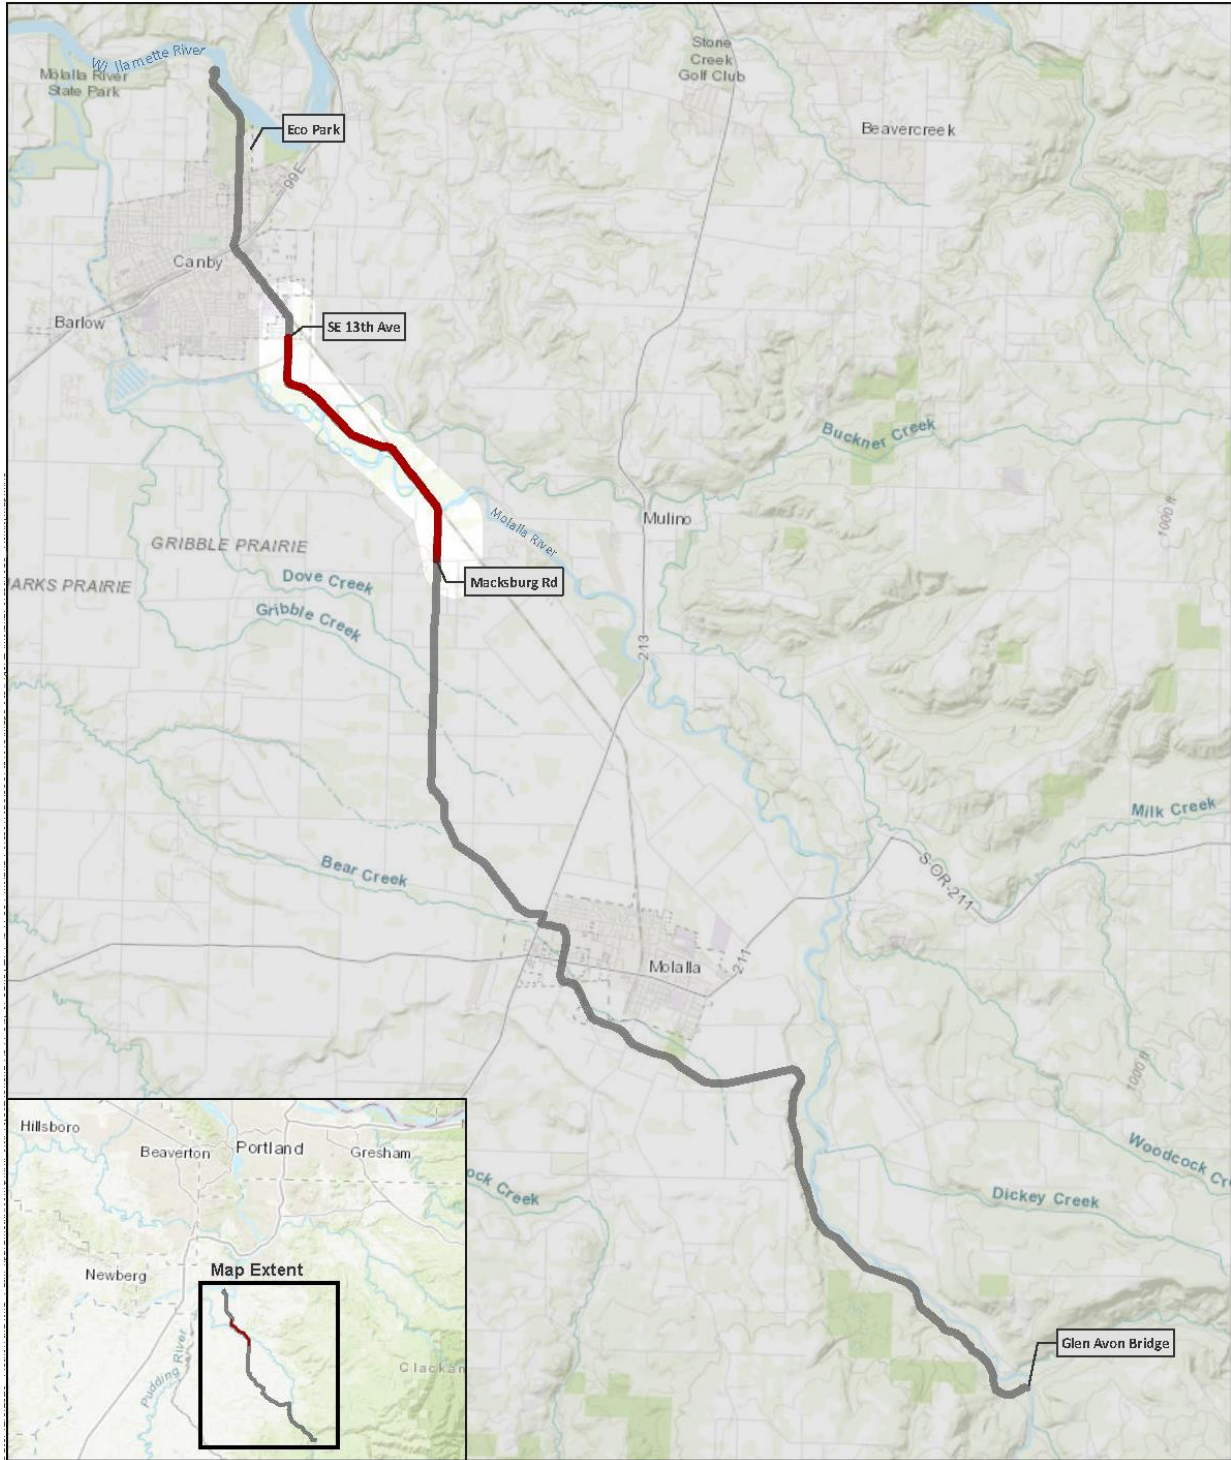 Willamette River
Molalla River
State Park
Stone
Creek
Golf Club
Beavercreek
Eco Park
99E
Canby
Barlow
SE 13th Ave
Buckner Creek
1000 ft
Molalla River
Mulino
GRIBBLE PRAIRIE
ARKS PRAIRIE
Dove Creek
Macksburg Rd
Gribble Creek
213
Milk Creek
Bear Creek
S-OR-211
Molalla
211
1000 ft
Hillsboro
Beaverton
Portland
Gresham
ock Creek
Woodcock Cr
Dickey Creek
Newberg
Map Extent
Pudding River
Clackam
Glen Avon Bridge